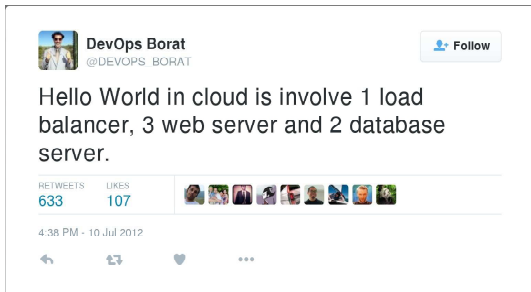 DevOps Borat
@DEVOPS_BORAT
Follow
Hello World in cloud is involve 1 load
balancer, 3 web server and 2 database
server.
RETWEETS LIKES
633 107
4:38 PM - 10 Jul 2012